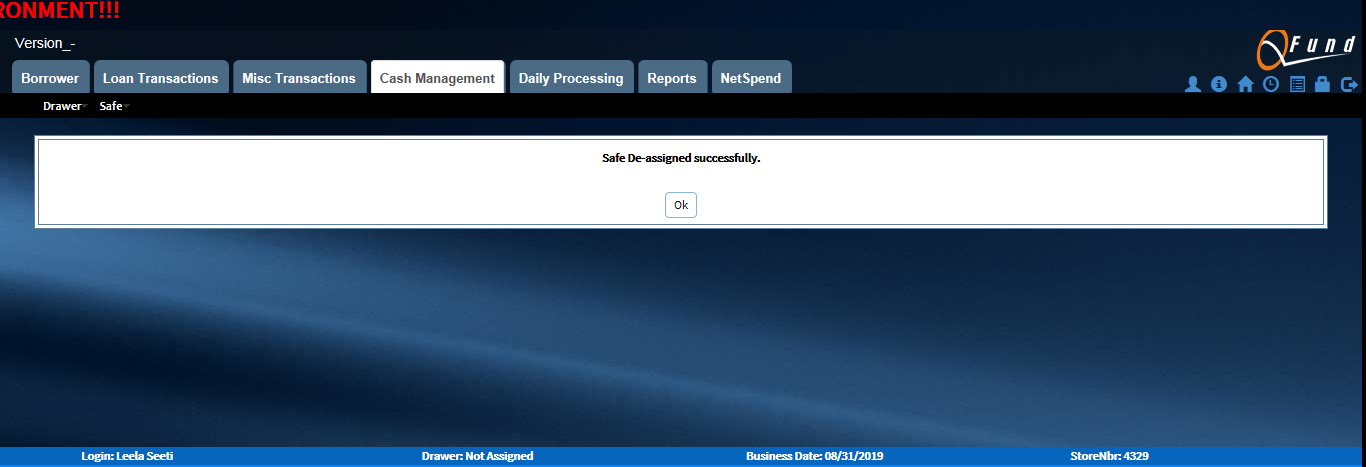 RONMENT!!!
Version_-
QFund
Borrower Loan Transactions Misc Transactions Cash Management Daily Processing Reports NetSpend
Drawer Safe
Safe De-assigned successfully.
Ok
Login: Leela Seeti Drawer: Not Assigned Business Date: 08/31/2019 StoreNbr: 4329